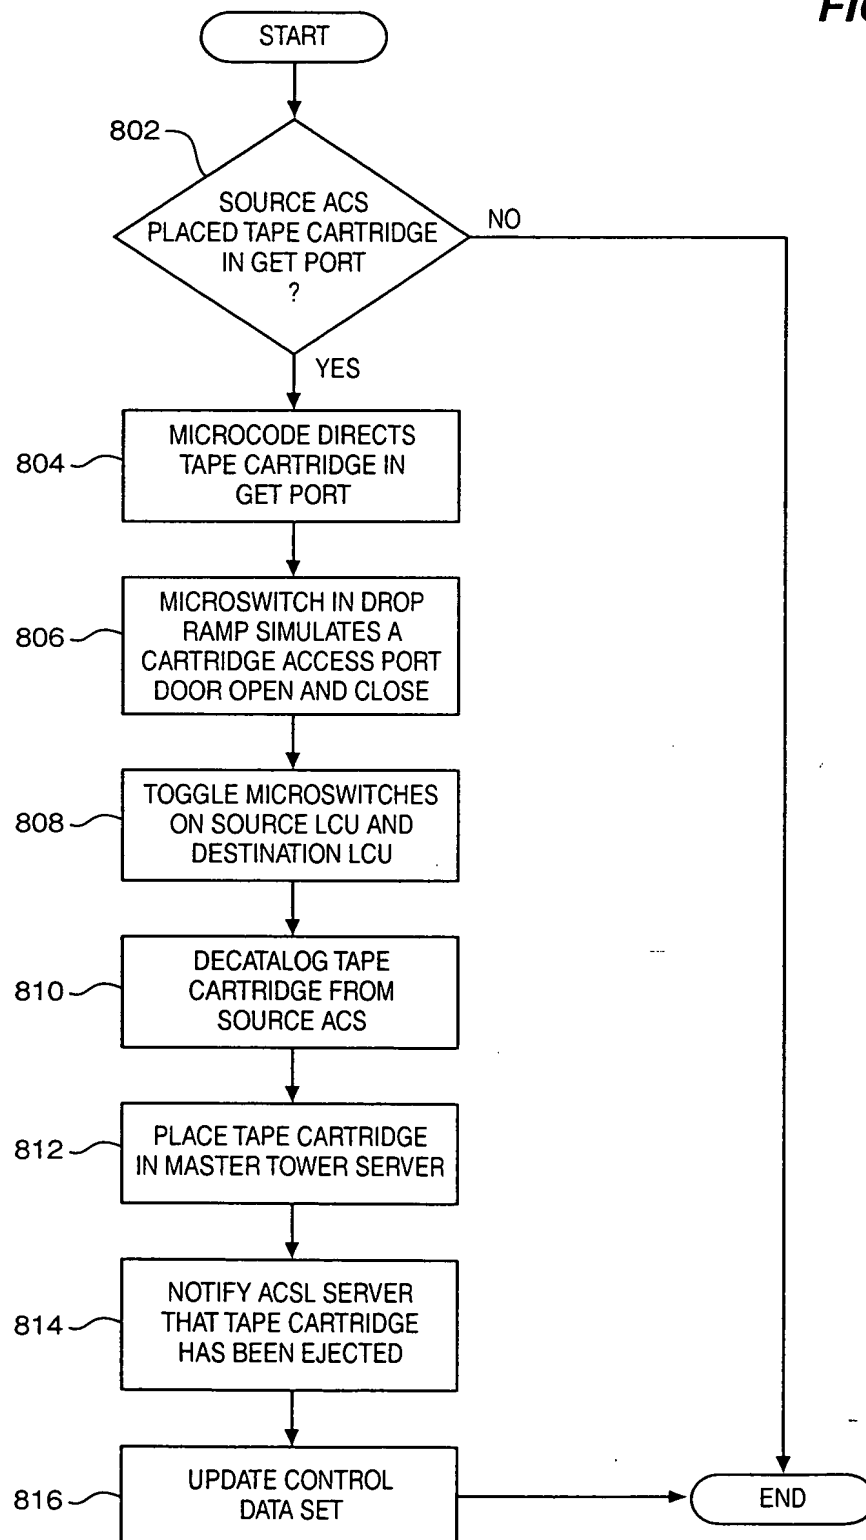 FIG
START
802
SOURCE ACS
PLACED TAPE CARTRIDGE
IN GET PORT
?
NO
YES
804
MICROCODE DIRECTS
TAPE CARTRIDGE IN
GET PORT
806
MICROSWITCH IN DROP
RAMP SIMULATES A
CARTRIDGE ACCESS PORT
DOOR OPEN AND CLOSE
808
TOGGLE MICROSWITCHES
ON SOURCE LCU AND
DESTINATION LCU
810
DECATALOG TAPE
CARTRIDGE FROM
SOURCE ACS
812
PLACE TAPE CARTRIDGE
IN MASTER TOWER SERVER
814
NOTIFY ACSL SERVER
THAT TAPE CARTRIDGE
HAS BEEN EJECTED
816
UPDATE CONTROL
DATA SET
END